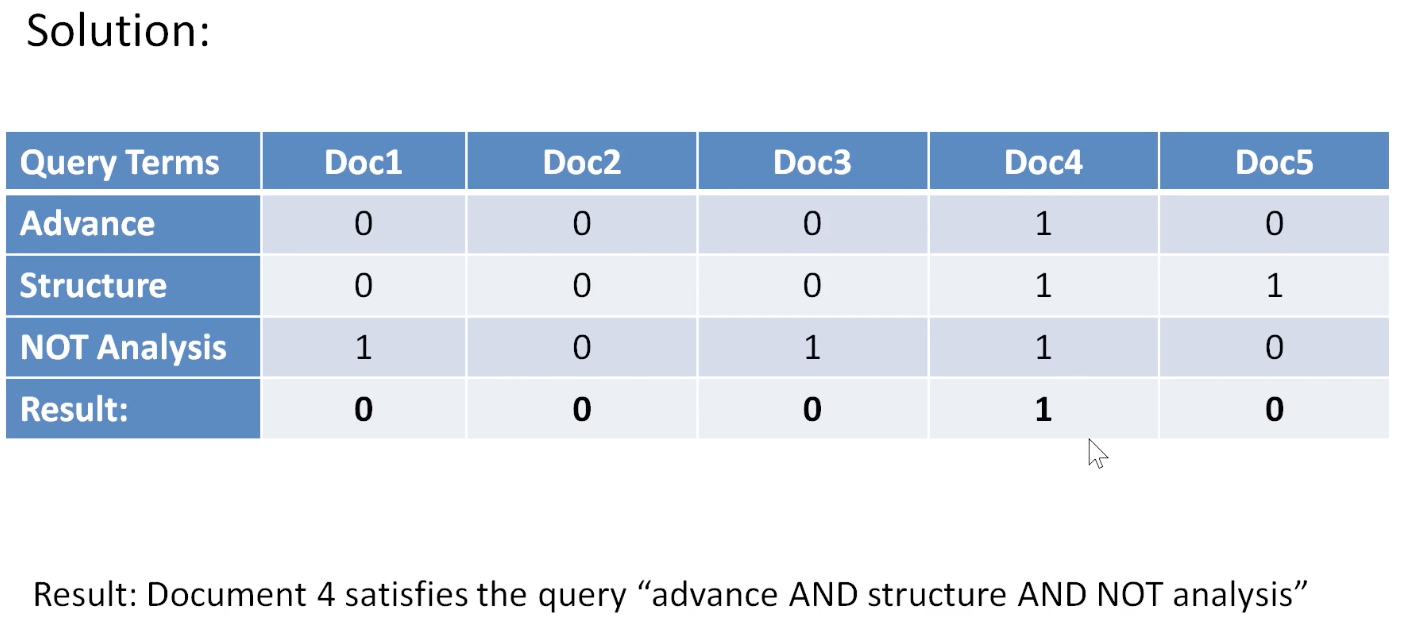 Solution:
Query Terms Doc1 Doc2 Doc3 Doc4 Doc5
Advance 0 0 0 1 0
Structure 0 0 0 1 1
NOT Analysis 1 0 1 1 0
Result: 0 0 0 1 0
Result: Document 4 satisfies the query “advance AND structure AND NOT analysis”